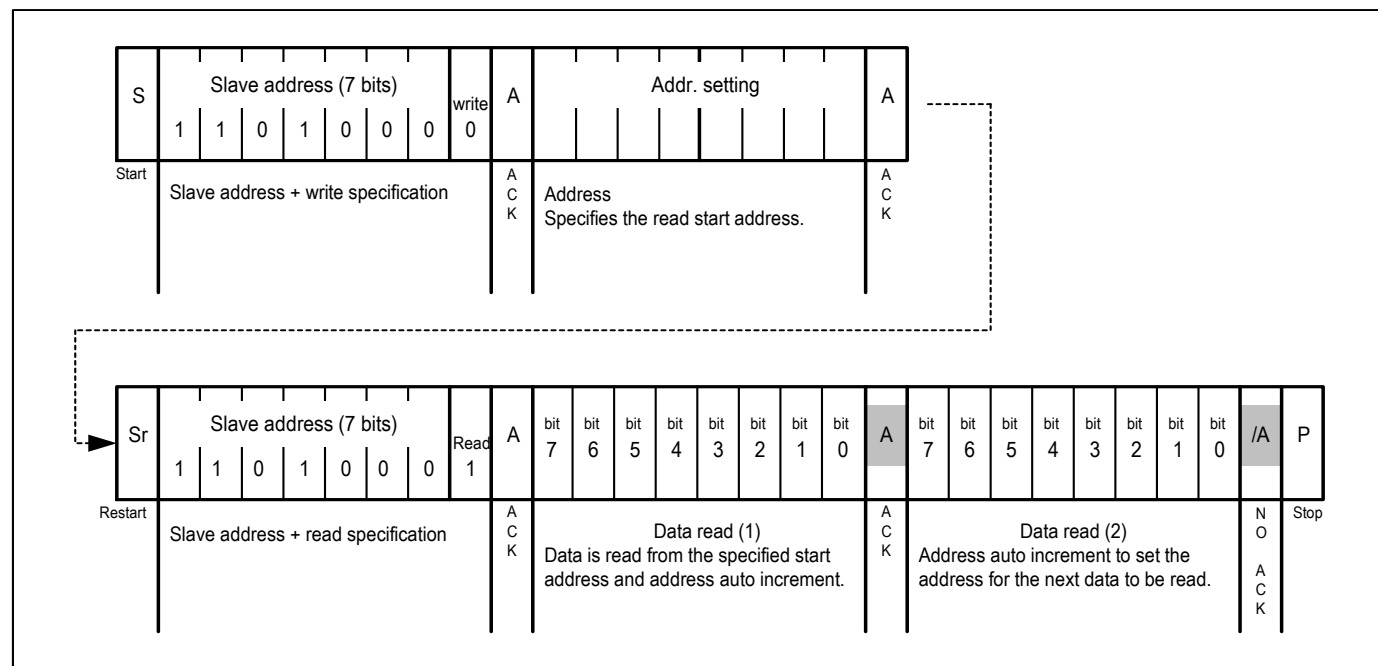 S Slave address (7 bits) write A Addr. setting A
1 1 0 1 0 0 0 0
Start
Slave address + write specification
A C K
Address
Specifies the read start address.
A C K
Sr Slave address (7 bits) Read A bit bit bit bit bit bit bit bit A bit bit bit bit bit bit bit bit /A P
1 1 0 1 0 0 0 1 7 6 5 4 3 2 1 0 7 6 5 4 3 2 1 0
Restart
Slave address + read specification
A C K
Data read (1)
Data is read from the specified start
address and address auto increment.
A C K
Data read (2)
Address auto increment to set the
address for the next data to be read.
N O A C K
Stop